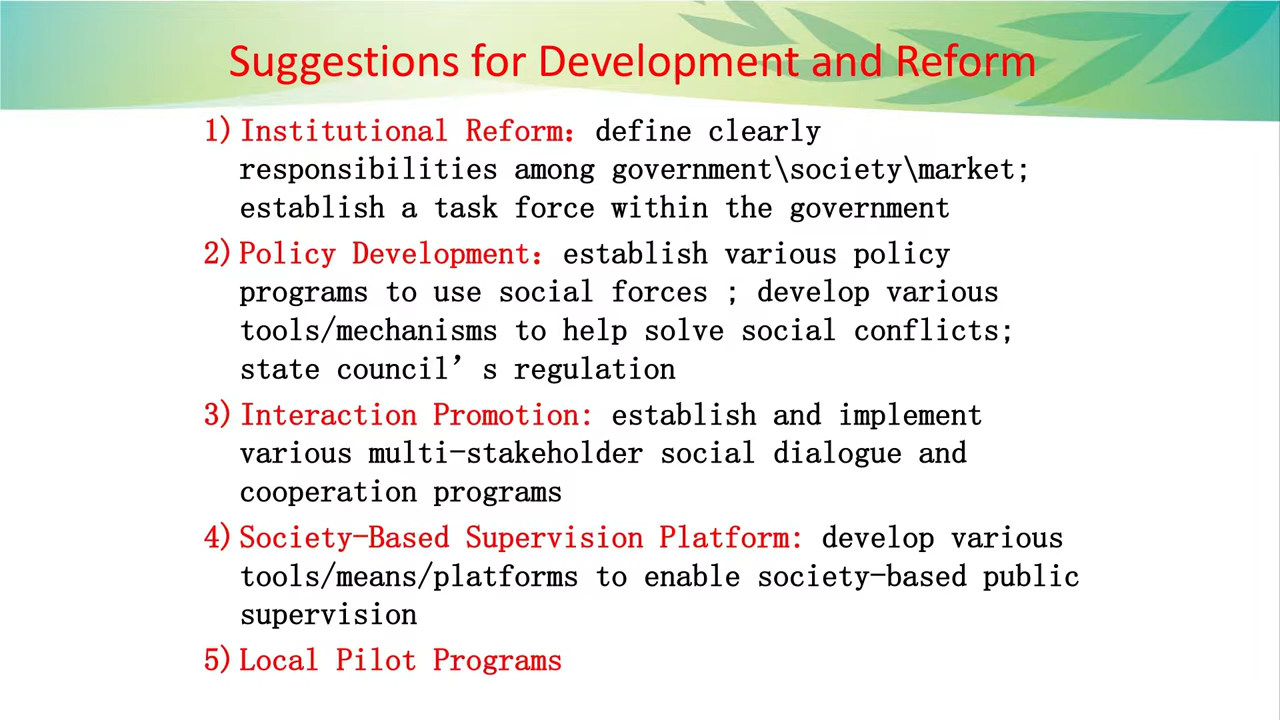 Suggestions for Development and Reform
1) Institutional Reform：define clearly
responsibilities among government\society\market;
establish a task force within the government
2) Policy Development：establish various policy
programs to use social forces ; develop various
tools/mechanisms to help solve social conflicts;
state council’s regulation
3) Interaction Promotion: establish and implement
various multi-stakeholder social dialogue and
cooperation programs
4) Society-Based Supervision Platform: develop various
tools/means/platforms to enable society-based public
supervision
5) Local Pilot Programs